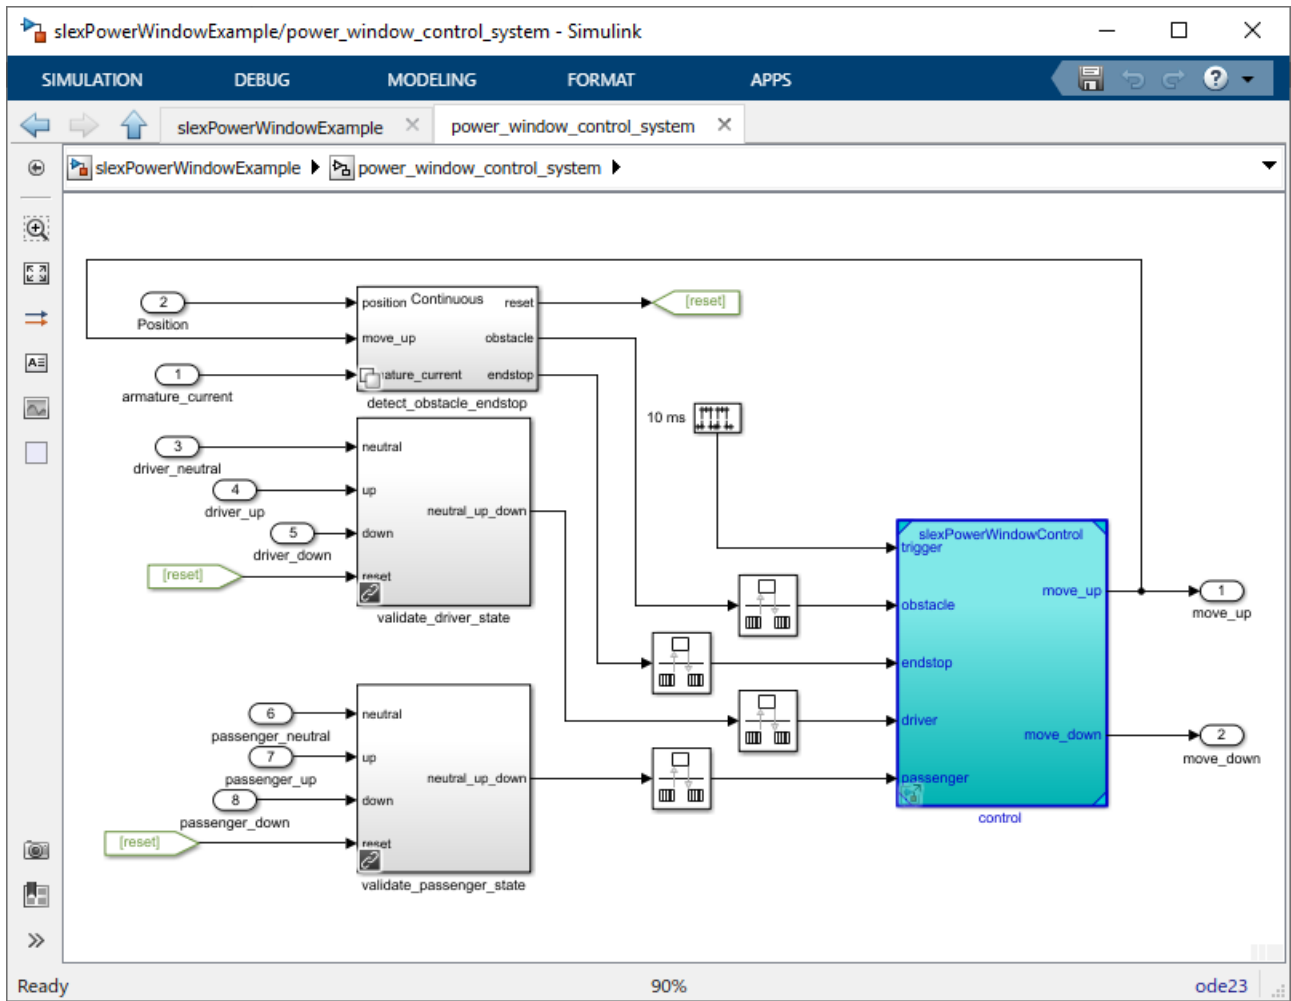 slexPowerWindowExample/power_window_control_system - Simulink
SIMULATION DEBUG MODELING FORMAT APPS
slexPowerWindowExample power_window_control_system
slexPowerWindowExample power_window_control_system
2
Position
position Continuous reset
[reset]
move_up obstacle
1
armature_current
ature_current endstop
detect_obstacle_endstop
10 ms
3
driver_neutral
neutral
4
driver_up
up
neutral_up_down
5
driver_down
down
[reset]
reset
validate_driver_state
slexPowerWindowControl
trigger
move_up
obstacle
1
move_up
endstop
driver
move_down
2
move_down
passenger
control
6
passenger_neutral
neutral
7
passenger_up
up
neutral_up_down
8
passenger_down
down
[reset]
reset
validate_passenger_state
Ready 90% ode23